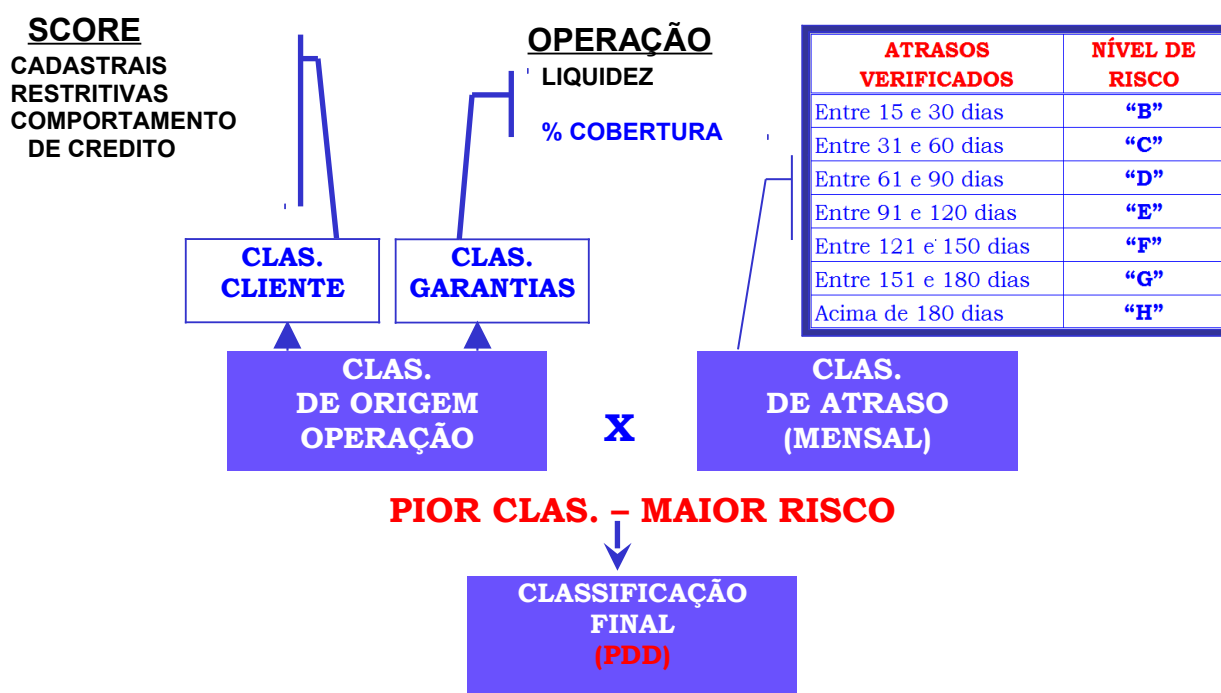 SCORE
CADASTRAIS
RESTRITIVAS
COMPORTAMENTO
DE CREDITO
OPERAÇÃO
LIQUIDEZ
% COBERTURA
ATRASOS VERIFICADOS NÍVEL DE RISCO
Entre 15 e 30 dias “B”
Entre 31 e 60 dias “C”
Entre 61 e 90 dias “D”
Entre 91 e 120 dias “E”
Entre 121 e 150 dias “F”
Entre 151 e 180 dias “G”
Acima de 180 dias “H”
CLAS.
CLIENTE
CLAS.
GARANTIAS
CLAS.
DE ORIGEM
OPERAÇÃO
x
CLAS.
DE ATRASO
(MENSAL)
PIOR CLAS. – MAIOR RISCO
CLASSIFICAÇÃO
FINAL
(PDD)